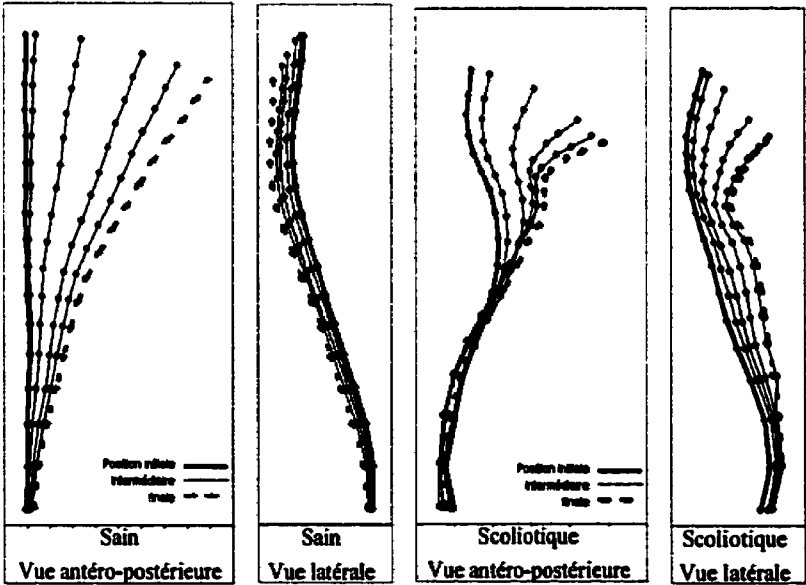 Position initiale
Intermédiaire
finale
Position initiale
Intermédiaire
finale
Sain
Vue antéro-postérieure
Sain
Vue latérale
Scoliotique
Vue antéro-postérieure
Scoliotique
Vue latérale